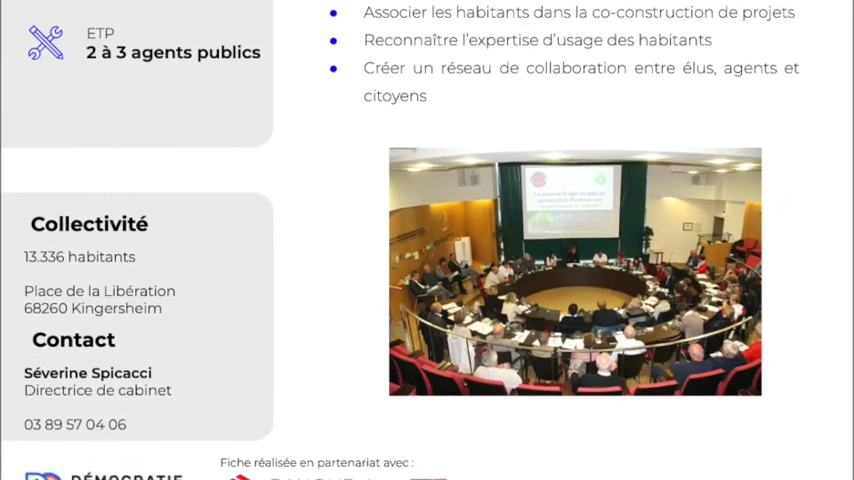 Associer les habitants dans la co-construction de projets
Reconnaître l'expertise d'usage des habitants
Créer un réseau de collaboration entre élus, agents et
citoyens
ETP
2 à 3 agents publics
Collectivité
13.336 habitants
Place de la Libération
68260 Kingersheim
Contact
Séverine Spicacci
Directrice de cabinet
03 89 57 04 06
Fiche réalisée en partenariat avec :
DÉMOCRATIE